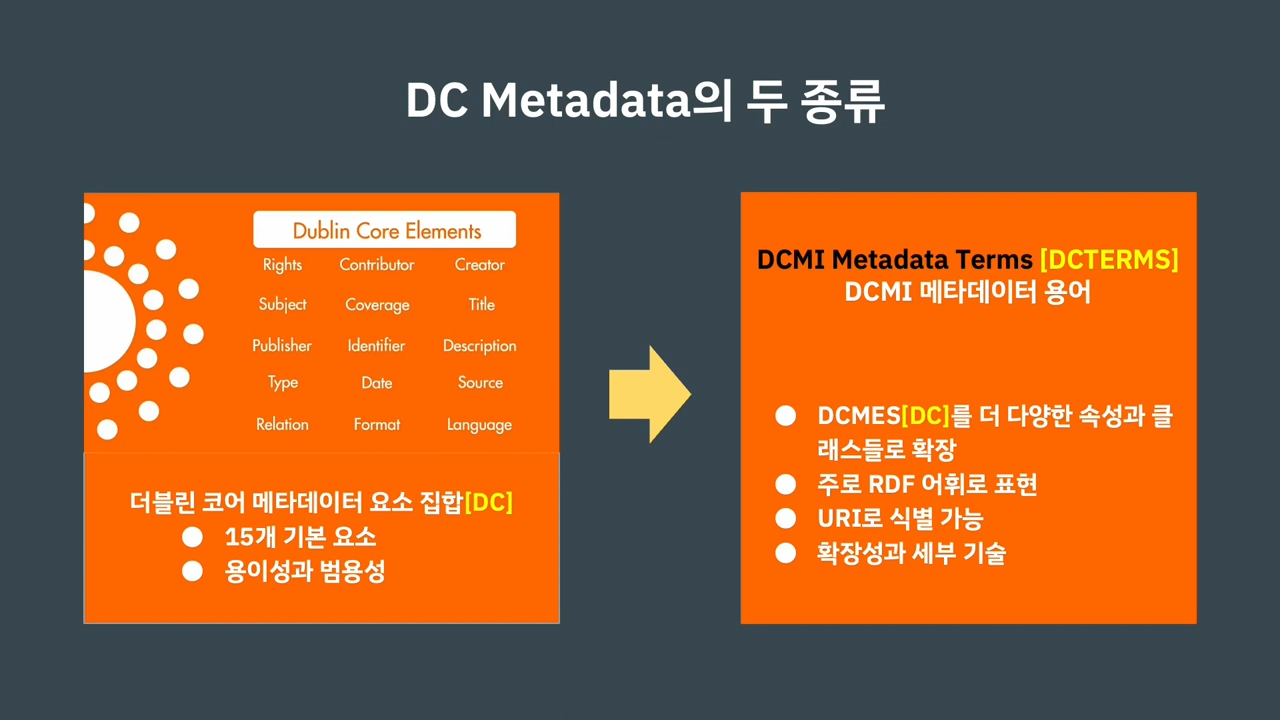 DC Metadata의 두 종류
Dublin Core Elements
Rights Contributor Creator
Subject Coverage Title
Publisher Identifier Description
Type Date Source
Relation Format Language
더블린 코어 메타데이터 요소 집합[DC]
● 15개 기본 요소
● 용이성과 범용성
DCMI Metadata Terms [DCTERMS]
DCMI 메타데이터 용어
● DCMES[DC]를 더 다양한 속성과 클
래스들로 확장
● 주로 RDF 어휘로 표현
● URI로 식별 가능
● 확장성과 세부 기술